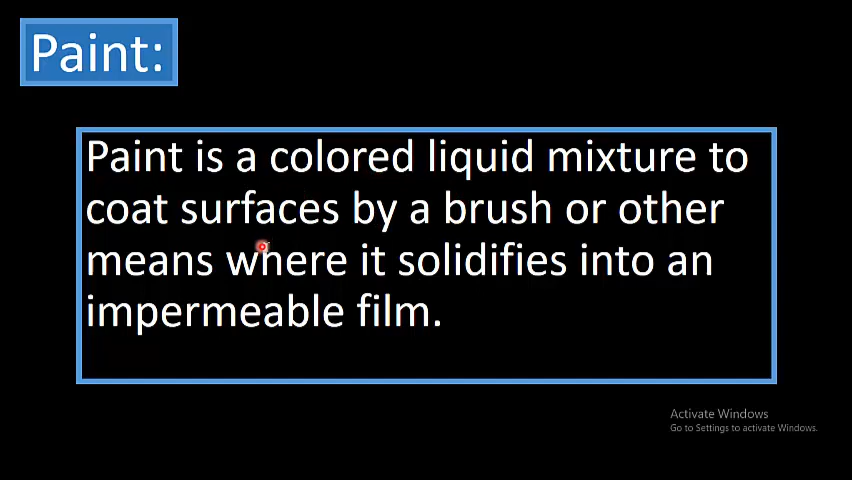 Paint:
Paint is a colored liquid mixture to
coat surfaces by a brush or other
means where it solidifies into an
impermeable film.
Activate Windows
Go to Settings to activate Windows.